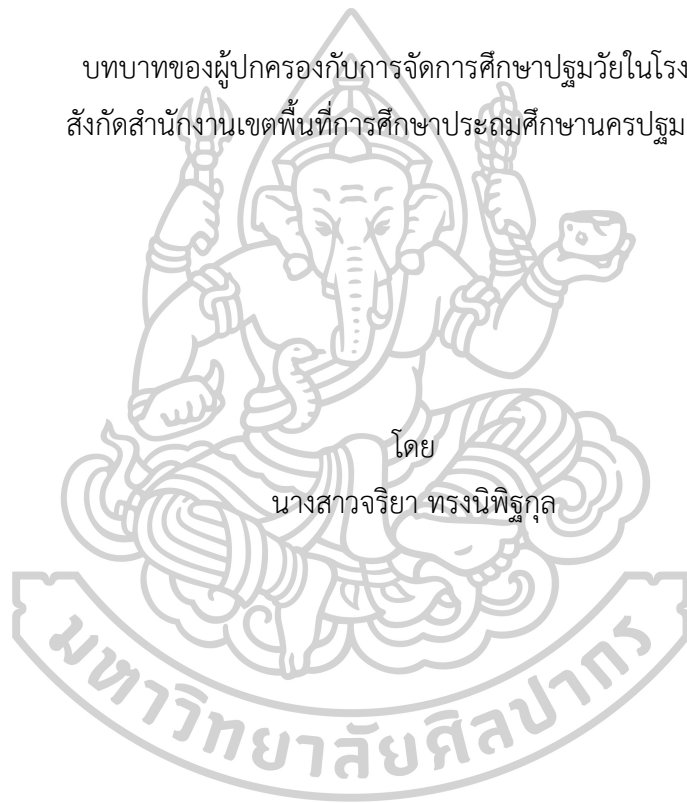 บทบาทของผู้ปกครองกับการจัดการศึกษาปฐมวัยในโรง
สังกัดสำนักงานเขตพื้นที่การศึกษาประถมศึกษานครปฐม
โดย
นางสาวจริยา ทรงนิพิฐกุล
มหาวิทยาลัยศิลปากร